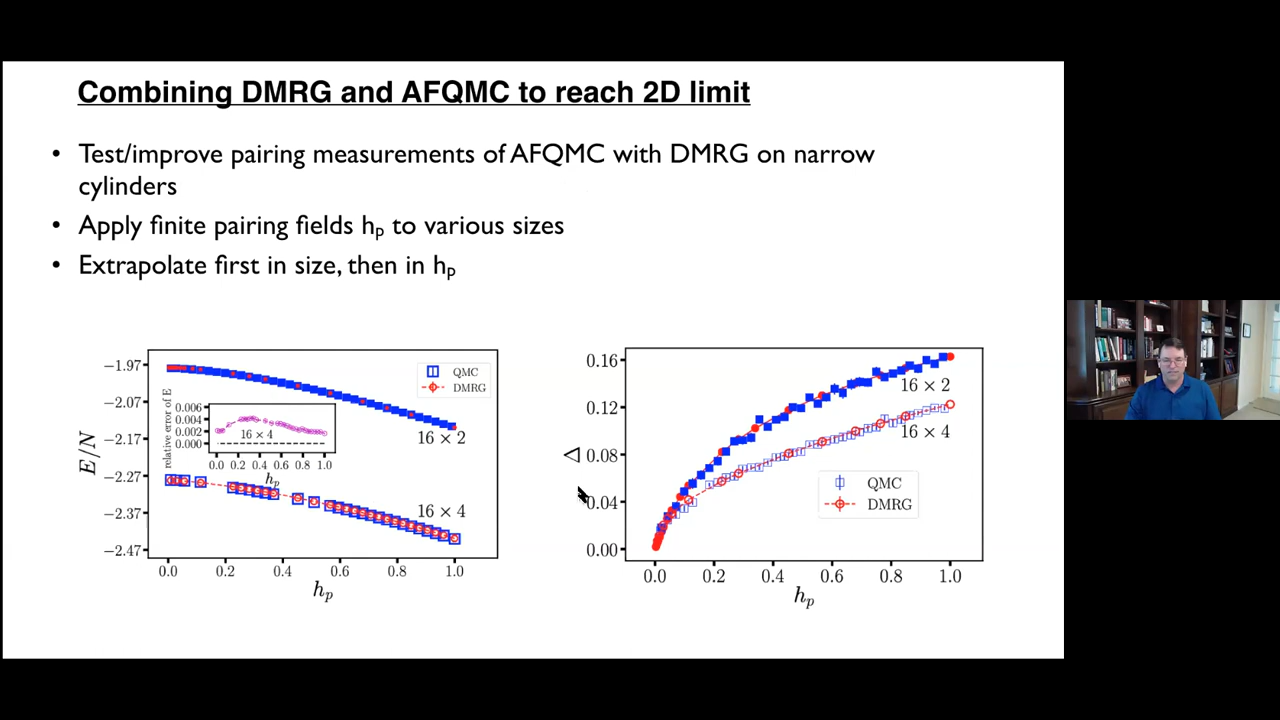 Combining DMRG and AFQMC to reach 2D limit
• Test/improve pairing measurements of AFQMC with DMRG on narrow
cylinders
• Apply finite pairing fields hₚ to various sizes
• Extrapolate first in size, then in hₚ
−1.97
−2.07
−2.17
−2.27
−2.37
−2.47
E/N
QMC
DMRG
16 × 2
relative error of E
0.006
0.004
0.002
0.000
16 × 4
0.0 0.2 0.4 0.6 0.8 1.0
hₚ
16 × 4
0.0 0.2 0.4 0.6 0.8 1.0
hₚ
0.16
0.12
0.08
0.04
0.00
Δ
16 × 2
16 × 4
QMC
DMRG
0.0 0.2 0.4 0.6 0.8 1.0
hₚ